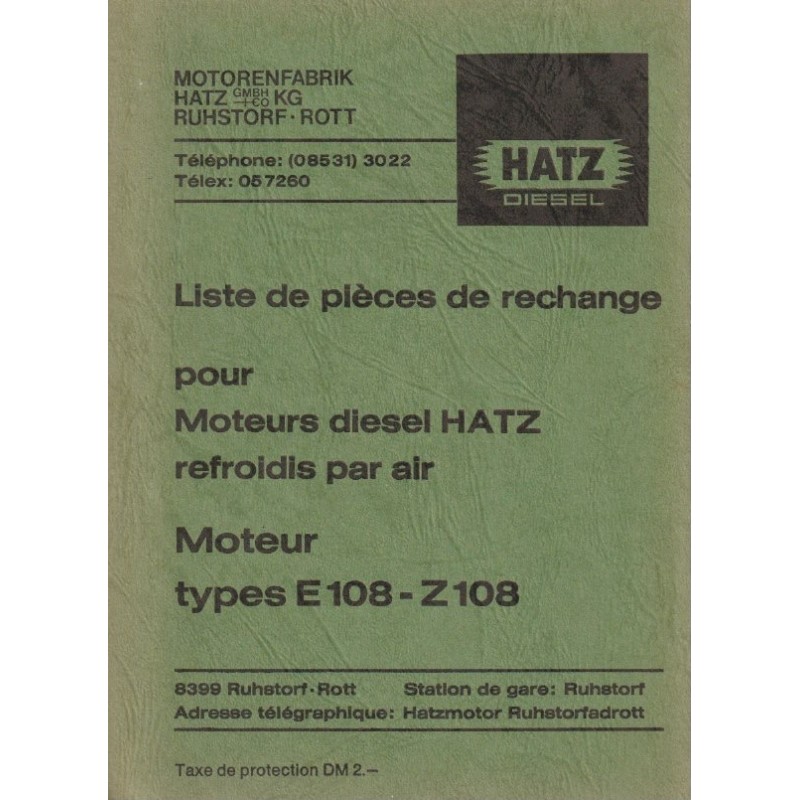 MOTORENFABRIK
HATZ GMBH +CO KG
RUHSTORF·ROTT
Téléphone: (08531) 3022
Télex: 057260
HATZ
DIESEL
Liste de pièces de rechange
pour
Moteurs diesel HATZ
refroidis par air
Moteur
types E 108 - Z 108
8399 Ruhstorf·Rott Station de gare: Ruhstorf
Adresse télégraphique: Hatzmotor Ruhstorfadrott
Taxe de protection DM 2.—